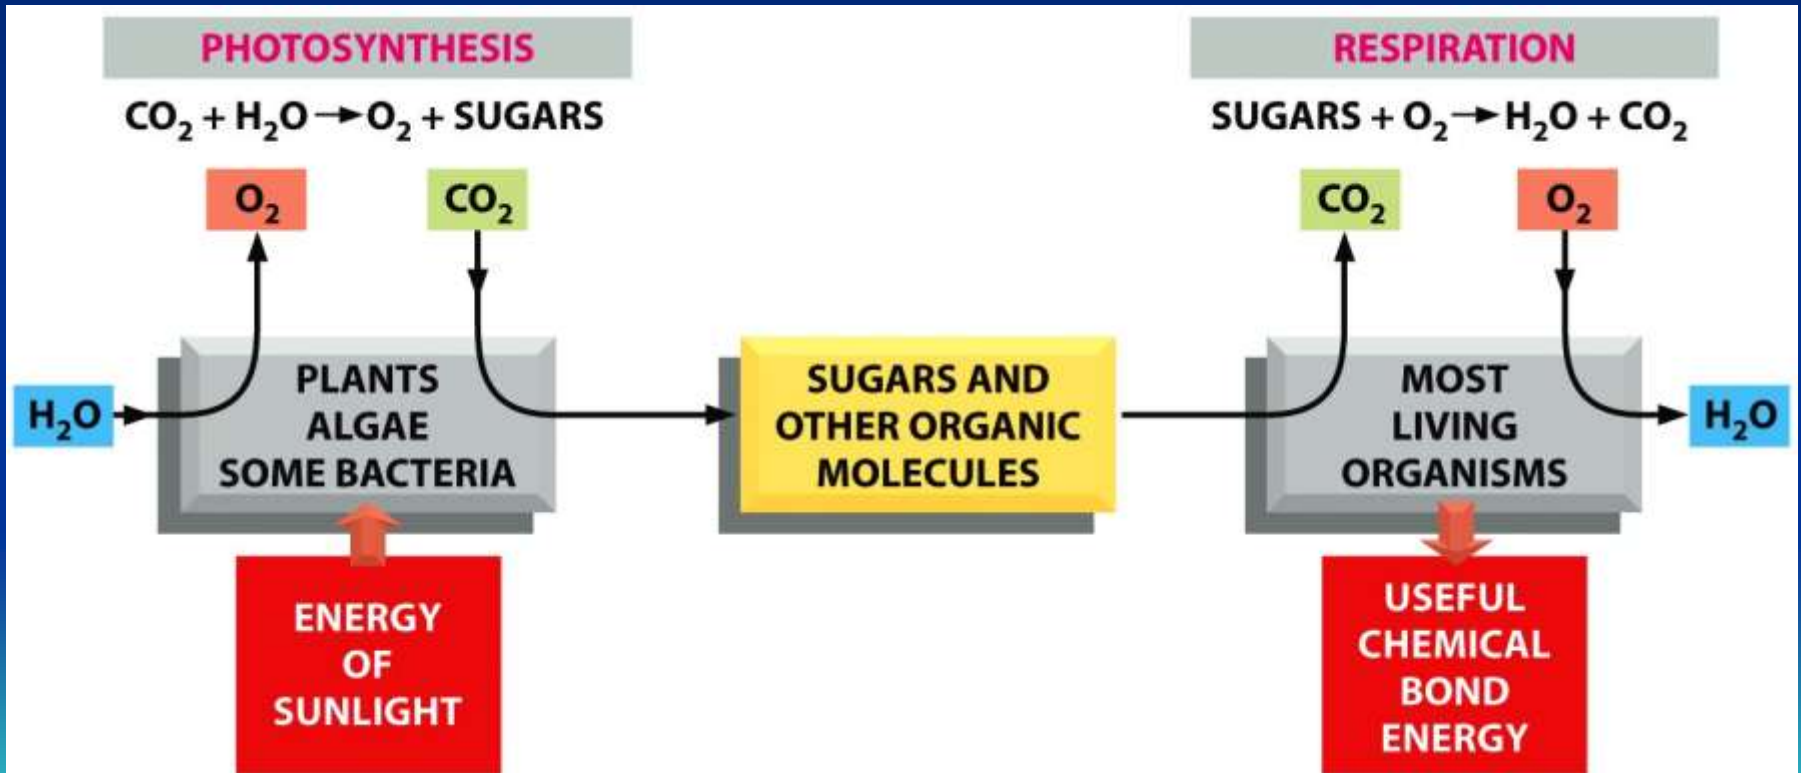 PHOTOSYNTHESIS
CO₂ + H₂O → O₂ + SUGARS
O₂
CO₂
H₂O
PLANTS
ALGAE
SOME BACTERIA
ENERGY
OF
SUNLIGHT
SUGARS AND
OTHER ORGANIC
MOLECULES
RESPIRATION
SUGARS + O₂ → H₂O + CO₂
CO₂
O₂
MOST
LIVING
ORGANISMS
H₂O
USEFUL
CHEMICAL
BOND
ENERGY